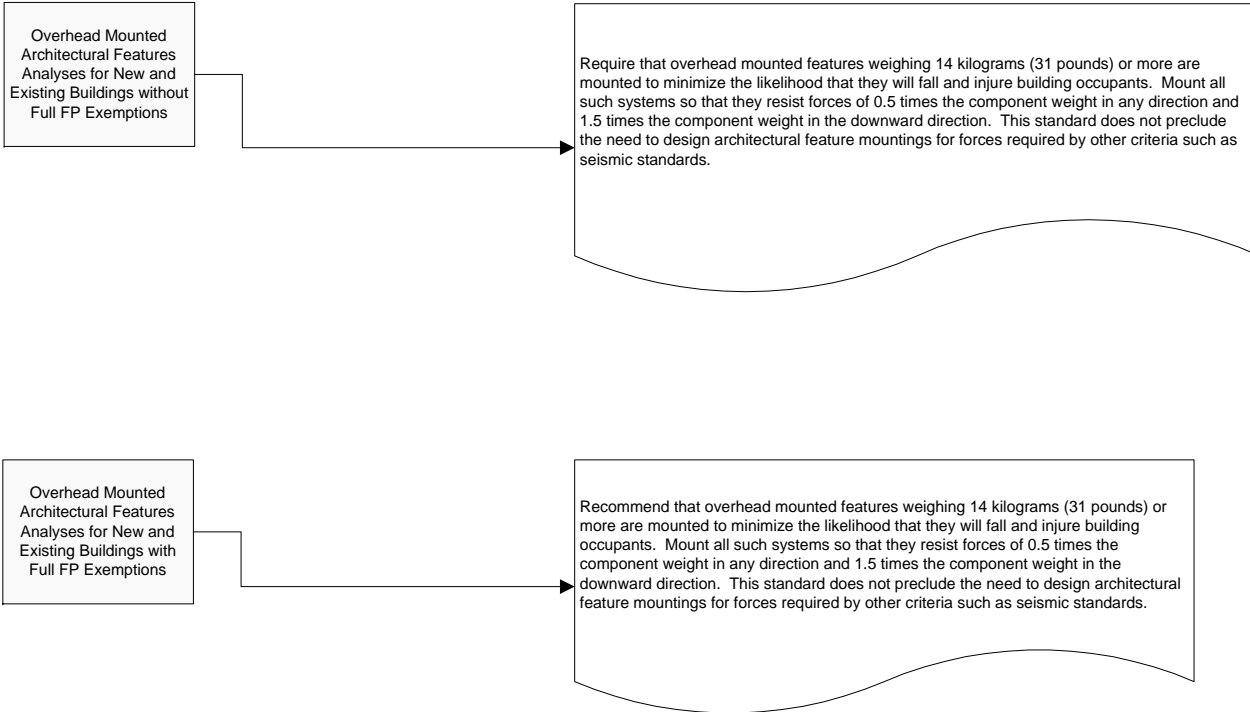 Overhead Mounted
Architectural Features
Analyses for New and
Existing Buildings without
Full FP Exemptions
Require that overhead mounted features weighing 14 kilograms (31 pounds) or more are
mounted to minimize the likelihood that they will fall and injure building occupants.  Mount all
such systems so that they resist forces of 0.5 times the component weight in any direction and
1.5 times the component weight in the downward direction.  This standard does not preclude
the need to design architectural feature mountings for forces required by other criteria such as
seismic standards.
Overhead Mounted
Architectural Features
Analyses for New and
Existing Buildings with
Full FP Exemptions
Recommend that overhead mounted features weighing 14 kilograms (31 pounds) or
more are mounted to minimize the likelihood that they will fall and injure building
occupants.  Mount all such systems so that they resist forces of 0.5 times the
component weight in any direction and 1.5 times the component weight in the
downward direction.  This standard does not preclude the need to design architectural
feature mountings for forces required by other criteria such as seismic standards.